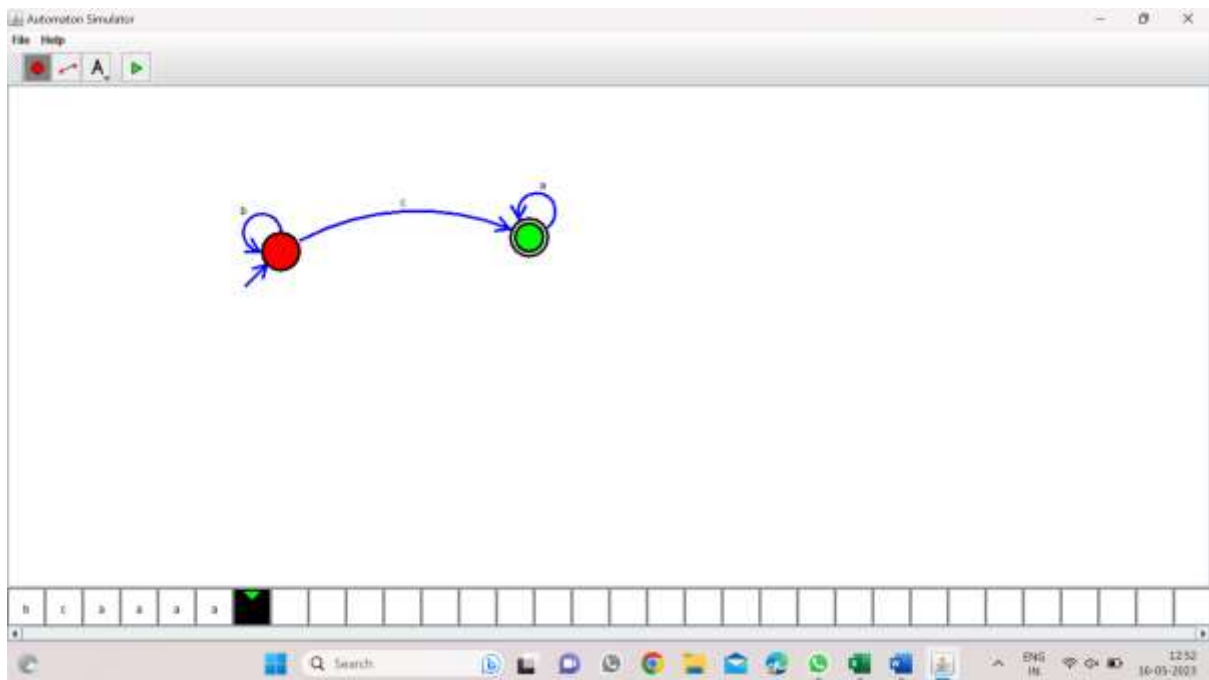 Automaton Simulator
File Help
A
b
c
a
b c a a a a
Search
ENG
IN
12:52
16-05-2023